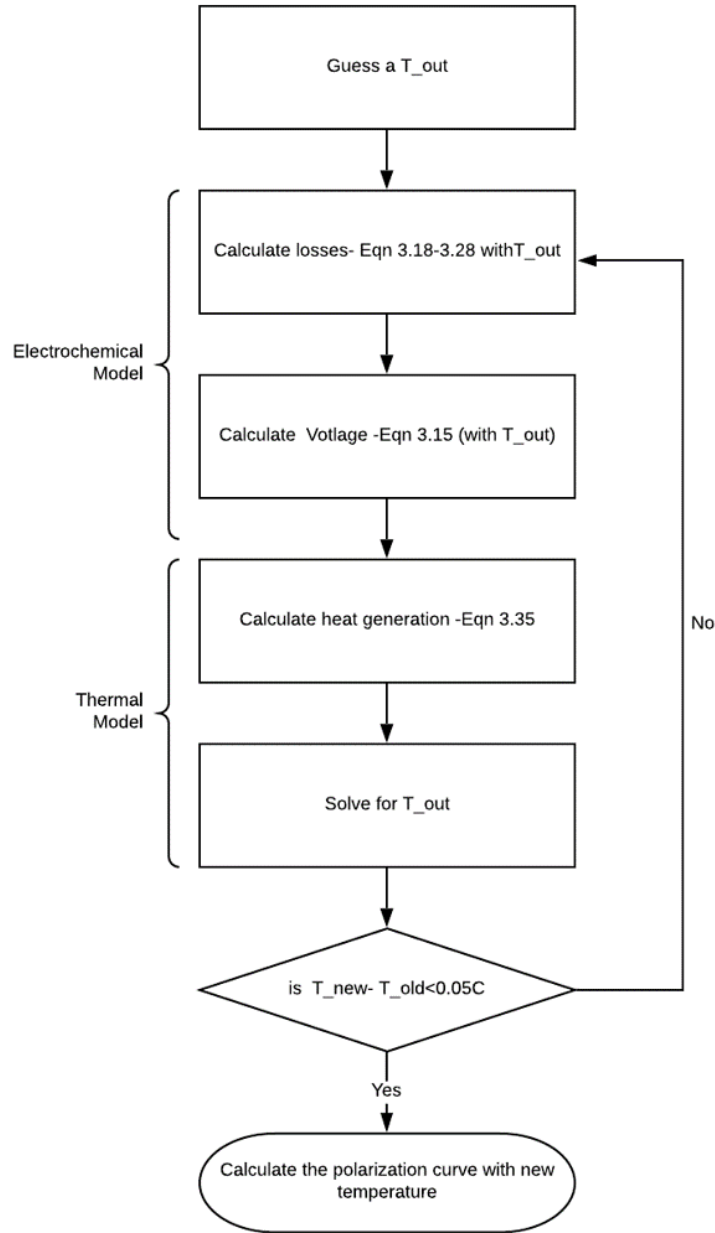 Guess a T_out
Calculate losses- Eqn 3.18-3.28 withT_out
Electrochemical
Model
Calculate Votlage -Eqn 3.15 (with T_out)
Calculate heat generation -Eqn 3.35
No
Thermal
Model
Solve for T_out
is T_new- T_old<0.05C
Yes
Calculate the polarization curve with new
temperature